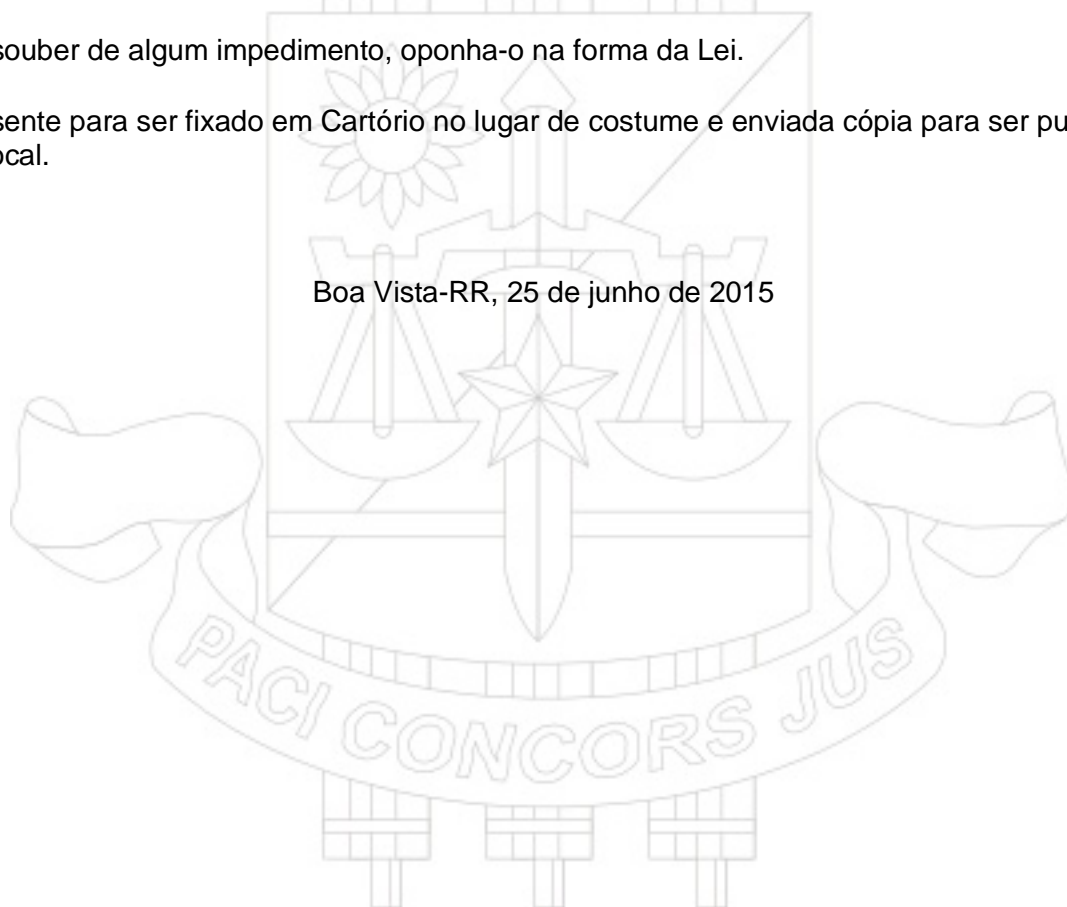 souber de algum impedimento, oponha-o na forma da Lei.
sente para ser fixado em Cartório no lugar de costume e enviada cópia para ser pu
ocal.
Boa Vista-RR, 25 de junho de 2015
PACI CONCORS JUS